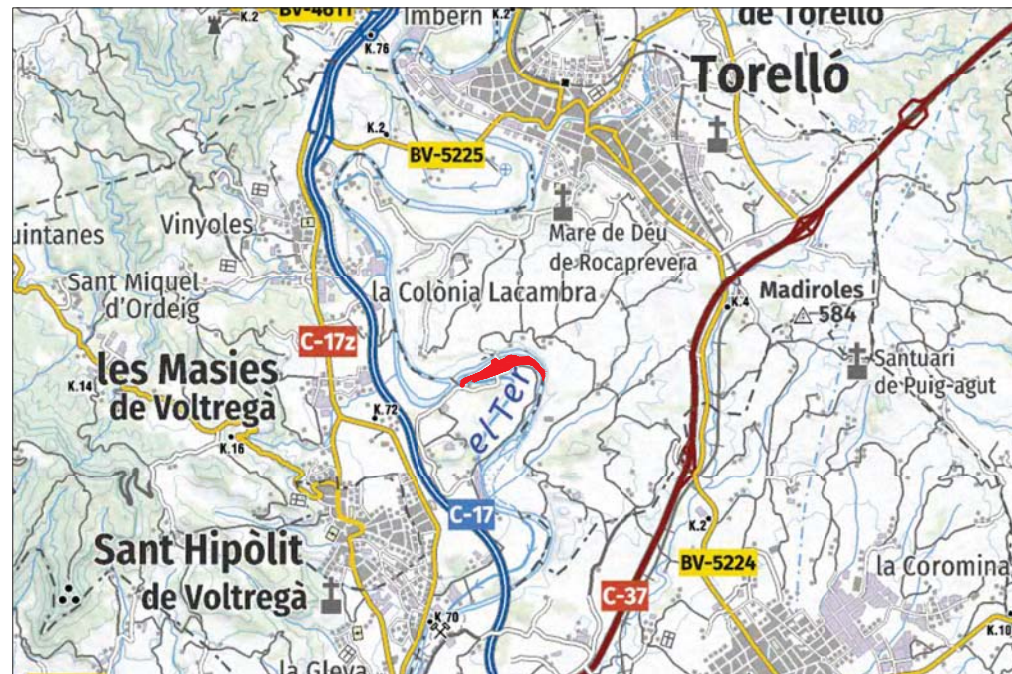 BV-4611
K.2
Imbern
K.2
de Torelló
K.76
Torelló
K.2
BV-5225
Vinyoles
uintanes
Mare de Déu
de Rocaprevera
Sant Miquel
d'Ordeig
la Colònia Lacambra
Madiroles
584
K.4
C-17z
les Masies
de Voltregà
K.14
K.16
K.72
el Ter
Santuari
de Puig-agut
C-17
Sant Hipòlit
de Voltregà
K.2
BV-5224
la Coromina
C-37
K.70
K.10
la Gleva